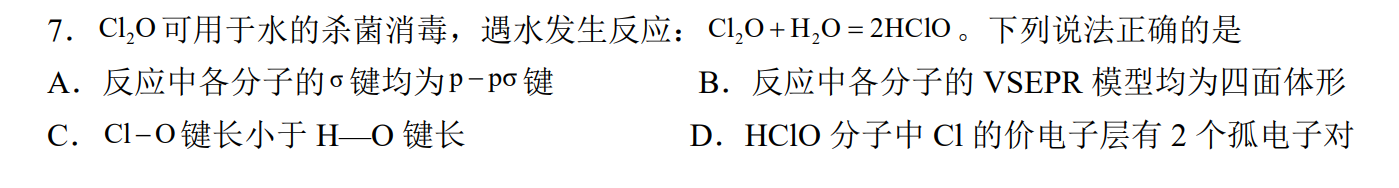 7．Cl₂O可用于水的杀菌消毒，遇水发生反应：Cl₂O+H₂O=2HClO。下列说法正确的是
A．反应中各分子的σ键均为p-pσ键 B．反应中各分子的 VSEPR 模型均为四面体形
C．Cl-O键长小于 H—O 键长 D．HClO 分子中 Cl 的价电子层有 2 个孤电子对